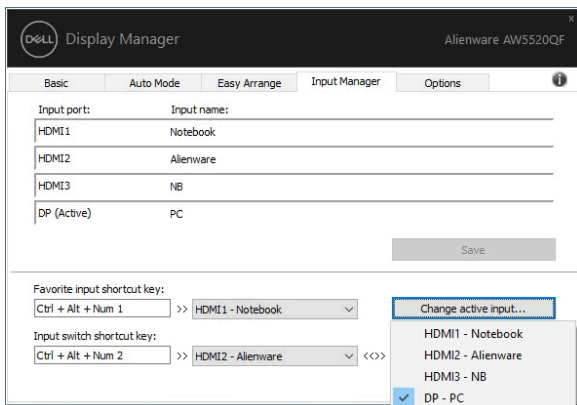 DELL Display Manager Alienware AW5520QF x
Basic Auto Mode Easy Arrange Input Manager Options i
Input port: Input name:
HDMI1 Notebook
HDMI2 Alienware
HDMI3 NB
DP (Active) PC
Save
Favorite input shortcut key:
Ctrl + Alt + Num 1 >> HDMI1 - Notebook Change active input...
Input switch shortcut key:
Ctrl + Alt + Num 2 >> HDMI2 - Alienware <<>>
HDMI1 - Notebook
HDMI2 - Alienware
HDMI3 - NB
DP - PC